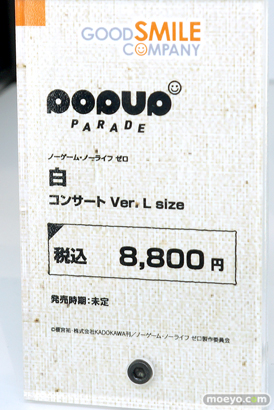 GOOD SMILE
COMPANY
POPUP
PARADE
ノーゲーム・ノーライフ ゼロ
白
コンサート Ver. L size
税込 8,800 円
発売時期：未定
©榎宮祐・株式会社KADOKAWA刊／ノーゲーム・ノーライフ ゼロ製作委員会
moeyo.com